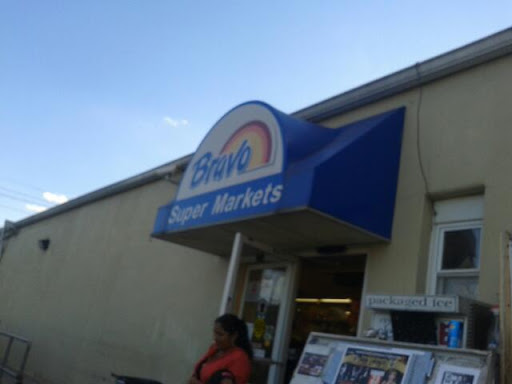 Bravo
Super Markets
packaged ice